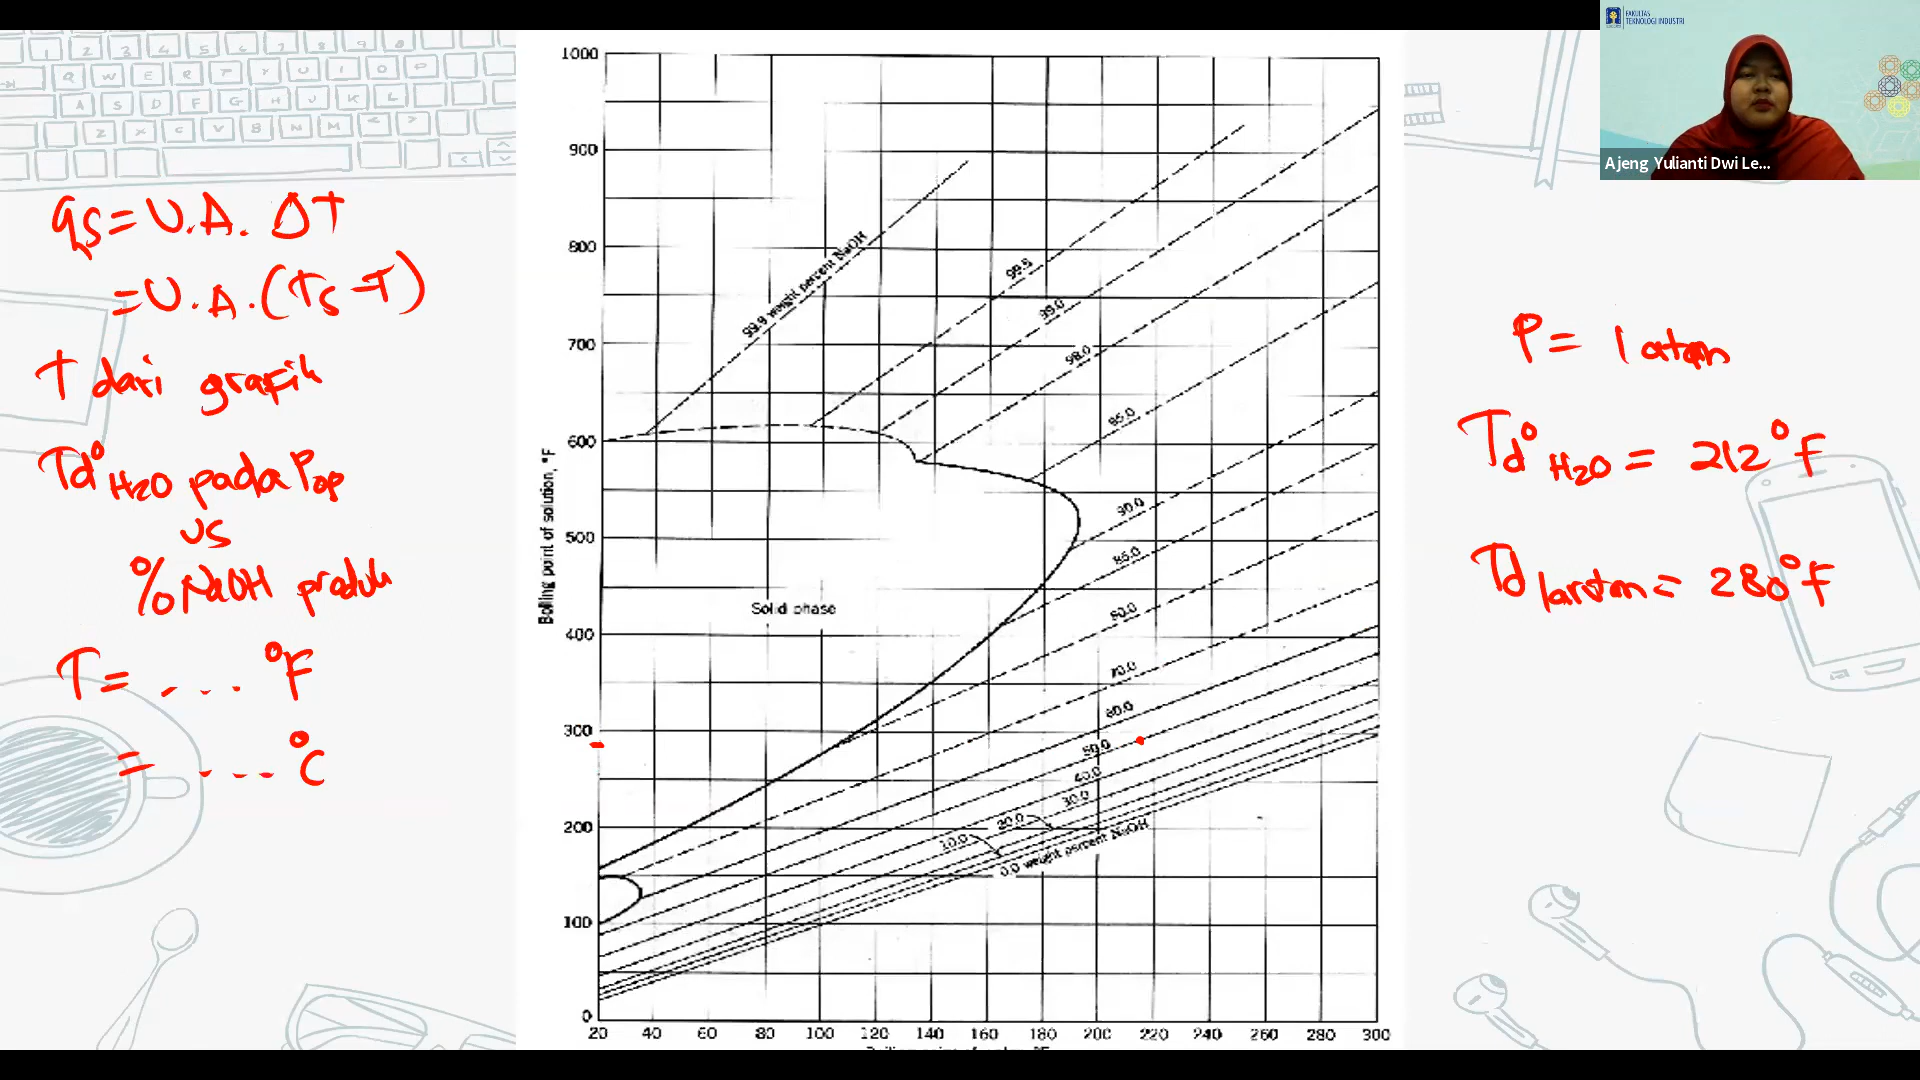 FAKULTAS
TEKNOLOGI INDUSTRI
Ajeng Yulianti Dwi Le...
qs = U.A. ΔT
= U.A.(Ts-T)
T dari grafik
Td°H2O pada Pop
vs
% NaOH produk
T = .... °F
= .... °C
Boiling point of solution, °F
1000
900
800
700
600
500
400
300
200
100
0
20 40 60 80 100 120 140 160 180 200 220 240 260 280 300
99.9 weight percent NaOH
99.5
99.0
98.0
95.0
90.0
85.0
80.0
70.0
60.0
50.0
40.0
30.0
20.0
10.0
0.0 weight percent NaOH
Solid phase
P = 1 atm
Td°H2O = 212°F
Td larutan = 280°F